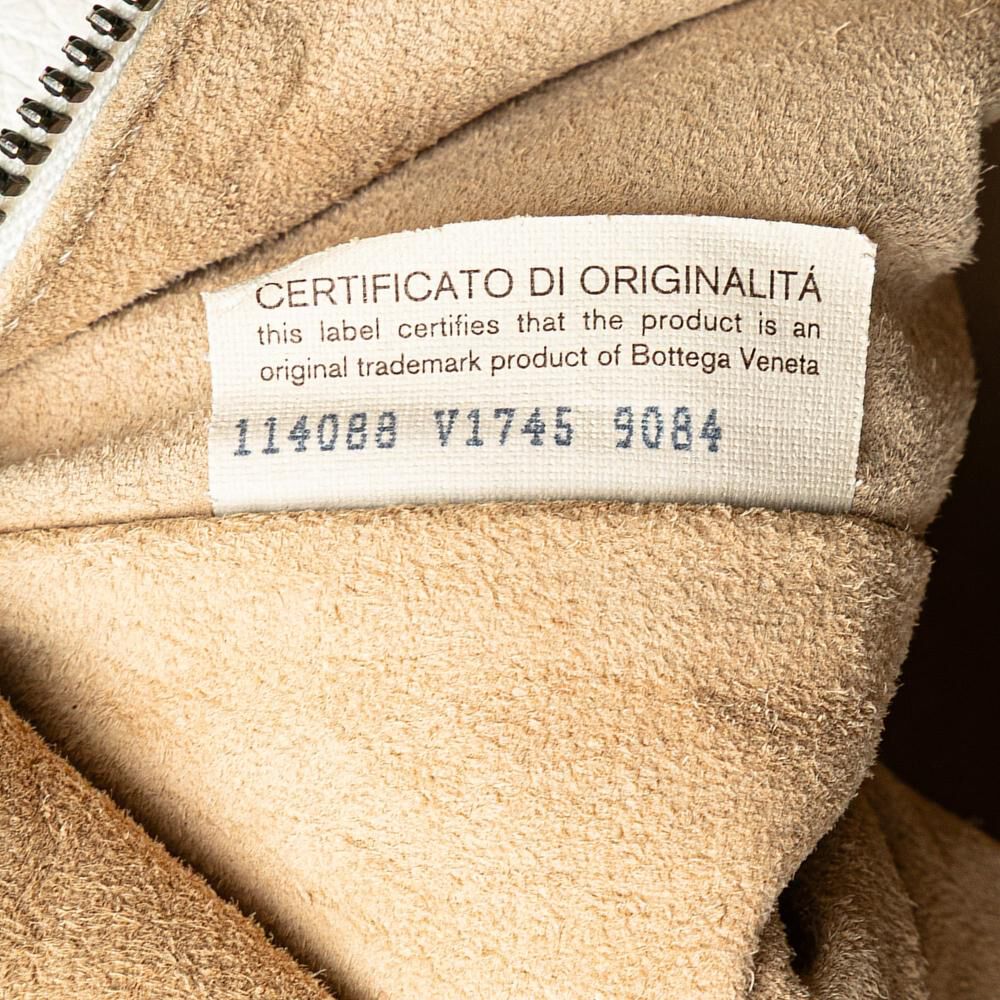 CERTIFICATO DI ORIGINALITÁ
this label certifies that the product is an
original trademark product of Bottega Veneta
114088 V1745 9084